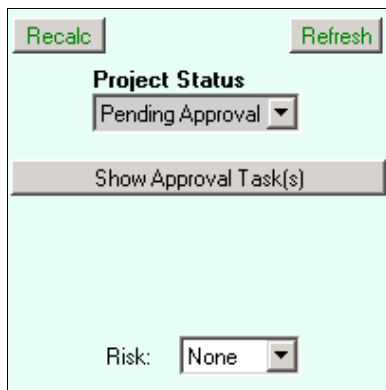 Recalc Refresh
Project Status
Pending Approval
Show Approval Task(s)
Risk: None